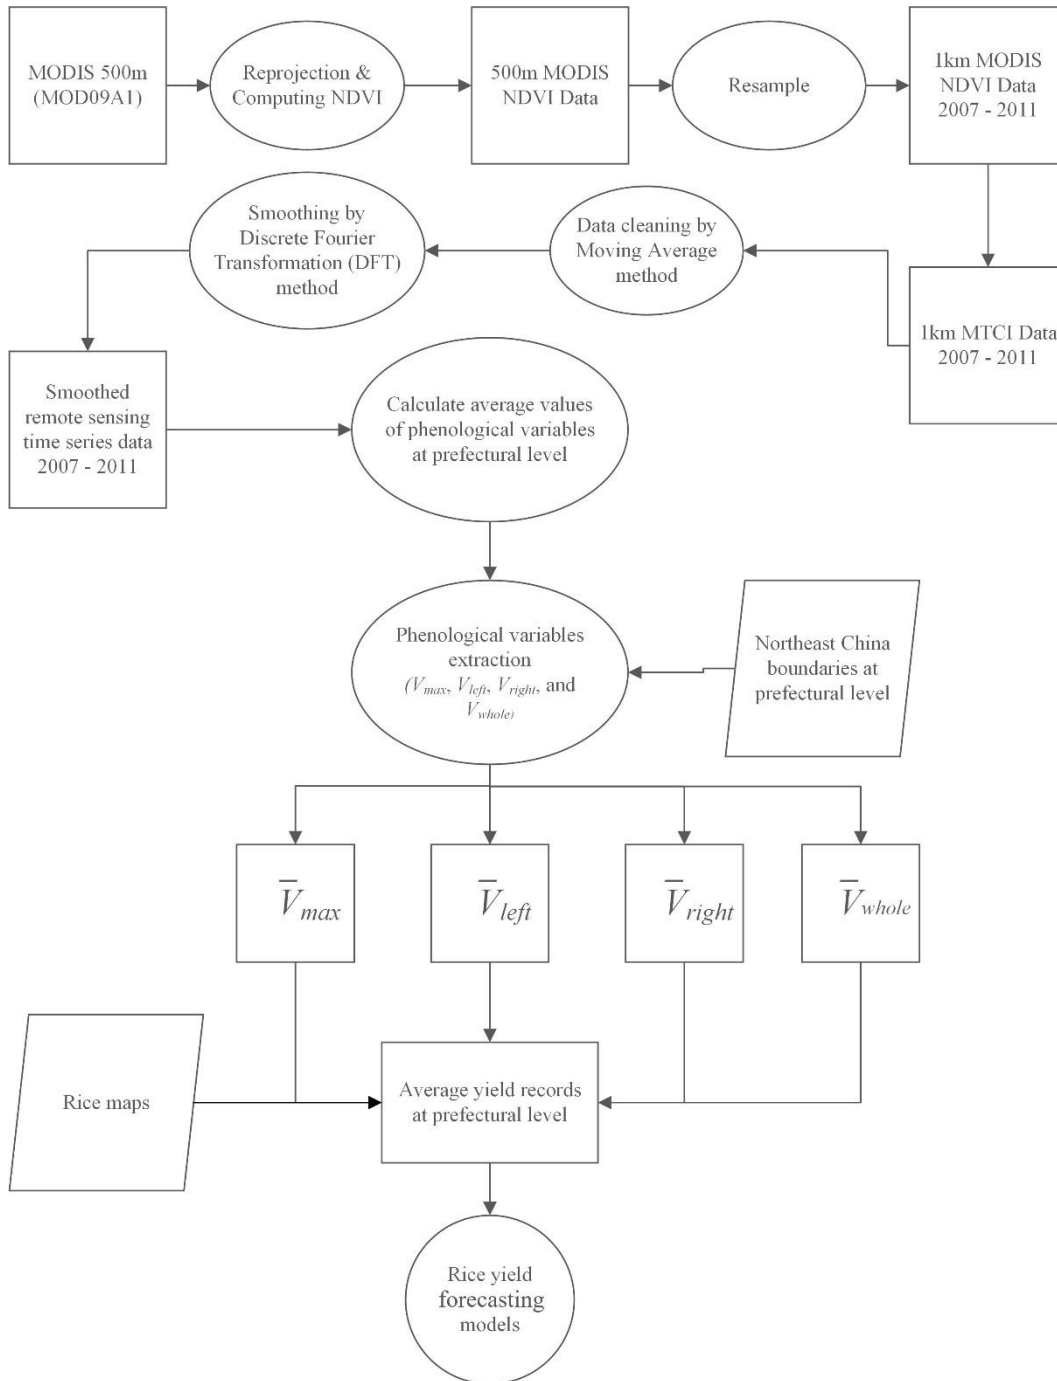 MODIS 500m
(MOD09A1)
Reprojection &
Computing NDVI
500m MODIS
NDVI Data
Resample
1km MODIS
NDVI Data
2007 - 2011
Smoothing by
Discrete Fourier
Transformation (DFT)
method
Data cleaning by
Moving Average
method
1km MTCI Data
2007 - 2011
Smoothed
remote sensing
time series data
2007 - 2011
Calculate average values
of phenological variables
at prefectural level
Phenological variables
extraction
(Vmax, Vleft, Vright, and
Vwhole)
Northeast China
boundaries at
prefectural level
V̅max
V̅left
V̅right
V̅whole
Rice maps
Average yield records
at prefectural level
Rice yield
forecasting
models